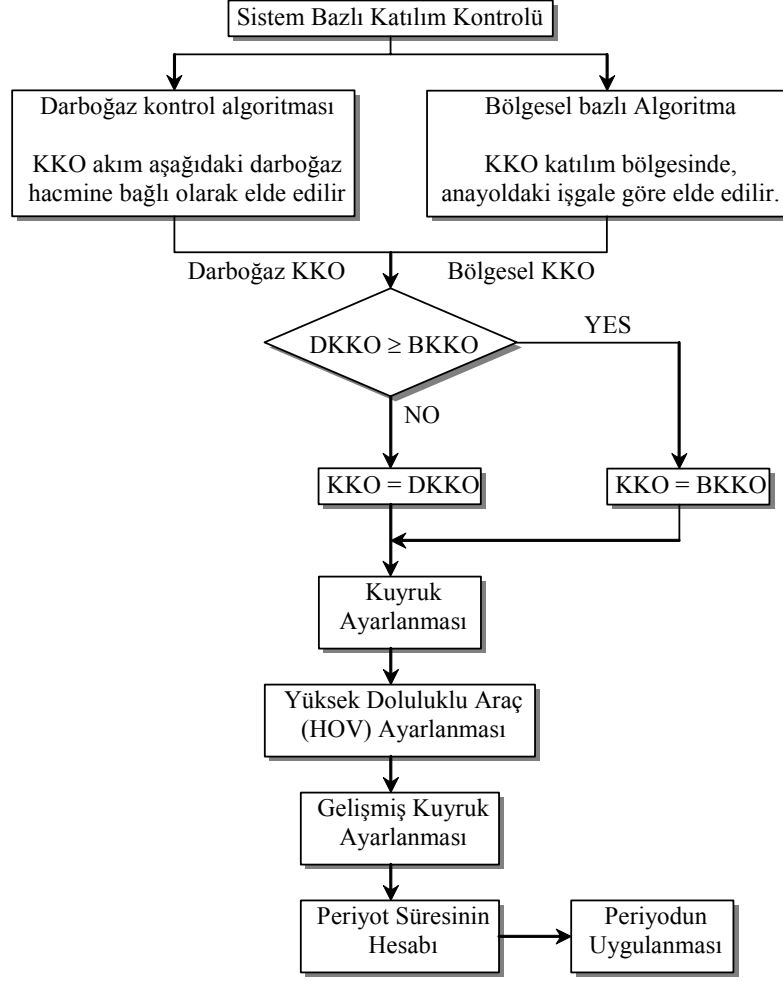 Sistem Bazlı Katılım Kontrolü
Darboğaz kontrol algoritması
KKO akım aşağıdaki darboğaz
hacmine bağlı olarak elde edilir
Bölgesel bazlı Algoritma
KKO katılım bölgesinde,
anayoldaki işgale göre elde edilir.
Darboğaz KKO
Bölgesel KKO
DKKO ≥ BKKO
YES
NO
KKO = DKKO
KKO = BKKO
Kuyruk
Ayarlanması
Yüksek Doluluklu Araç
(HOV) Ayarlanması
Gelişmiş Kuyruk
Ayarlanması
Periyot Süresinin
Hesabı
Periyodun
Uygulanması